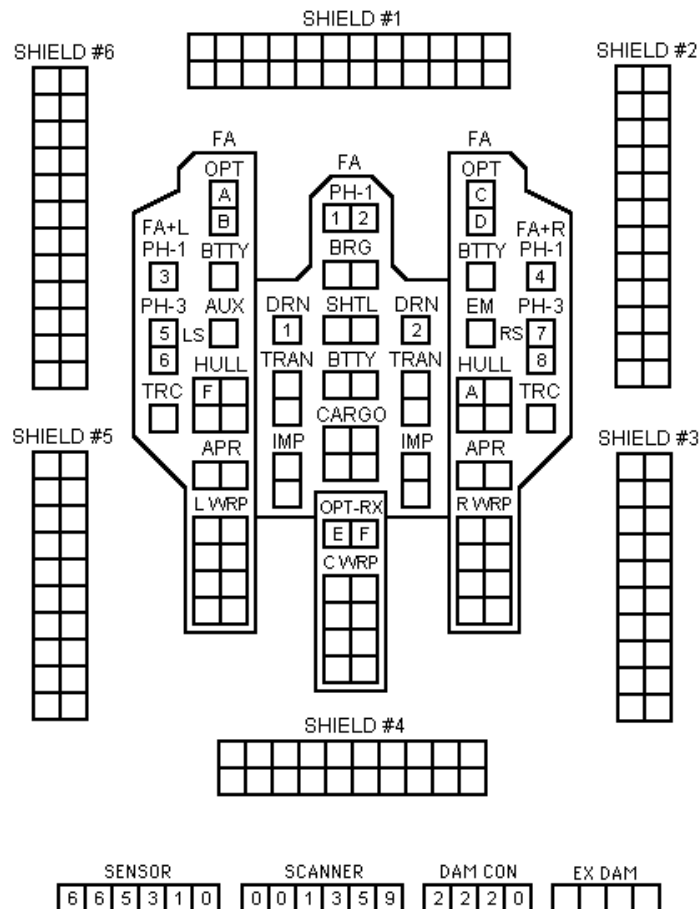 SHIELD #1
SHIELD #6
SHIELD #2
FA
FA
FA
OPT
OPT
PH-1
A
C
B
1 2
D
FA+L
FA+R
PH-1 BTTY
BRG
BTTY PH-1
3
4
PH-3 AUX
DRN SHTL DRN
EM PH-3
5 LS
1
2
RS 7
6
8
HULL
TRAN BTTY TRAN
HULL
F
A
TRC
TRC
CARGO
SHIELD #5
SHIELD #3
APR
IMP
IMP
APR
L WRP
OPT-RX
R WRP
E F
C WRP
SHIELD #4
SENSOR
SCANNER
DAM CON
EX DAM
6 6 5 3 1 0
0 0 1 3 5 9
2 2 2 0